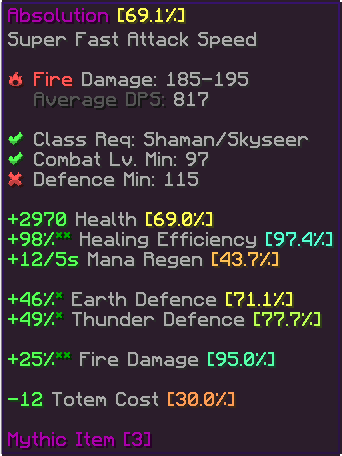 Absolution [69.1%]
Super Fast Attack Speed
Fire Damage: 185-195
Average DPS: 817
✔ Class Req: Shaman/Skyseer
✔ Combat Lv. Min: 97
✖ Defence Min: 115
+2970 Health [69.0%]
+98%** Healing Efficiency [97.4%]
+12/5s Mana Regen [43.7%]
+46%* Earth Defence [71.1%]
+49%* Thunder Defence [77.7%]
+25%** Fire Damage [95.0%]
-12 Totem Cost [30.0%]
Mythic Item [3]